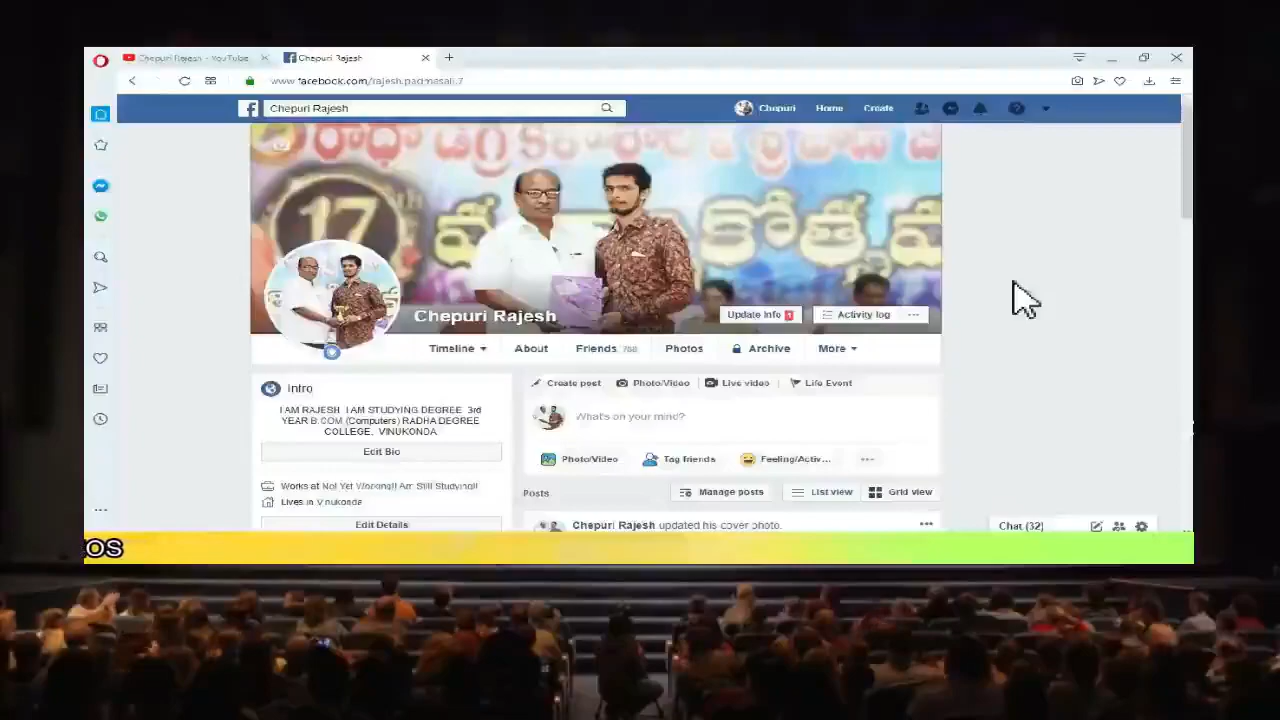 Chepuri Rajesh - YouTube
Chepuri Rajesh
www.facebook.com/rajesh.padmasali.7
Chepuri Rajesh
Chepuri
Home
Create
రాధా డిగ్రీ
17th
Chepuri Rajesh
Update Info 1
Activity log
Timeline
About
Friends 768
Photos
Archive
More
Intro
I AM RAJESH I AM STUDYING DEGREE 3rd
YEAR B.COM (Computers) RADHA DEGREE
COLLEGE, VINUKONDA
Edit Bio
Works at Not Yet Working!! Am Still Studying!!
Lives in Vinukonda
Edit Details
Create post
Photo/Video
Live video
Life Event
What's on your mind?
Photo/Video
Tag friends
Feeling/Activ...
Posts
Manage posts
List view
Grid view
Chepuri Rajesh updated his cover photo.
Chat (32)
OS